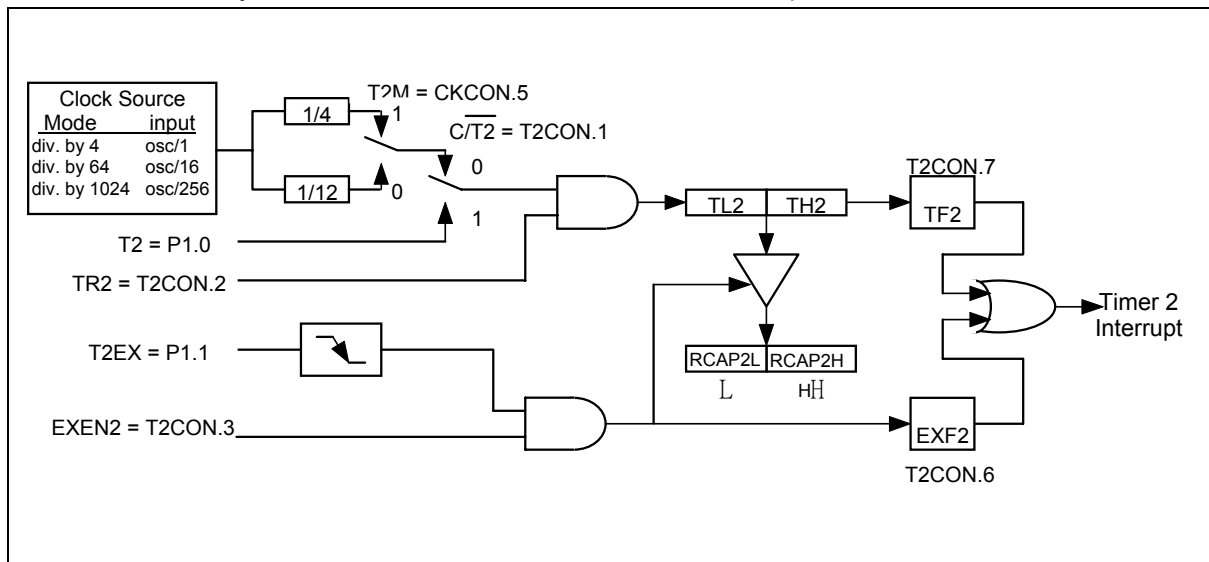 Clock Source
Mode input
div. by 4 osc/1
div. by 64 osc/16
div. by 1024 osc/256
1/4
1/12
T2M = CKCON.5
1
0
C/T2 = T2CON.1
0
1
T2 = P1.0
TR2 = T2CON.2
T2EX = P1.1
EXEN2 = T2CON.3
TL2 TH2
RCAP2L RCAP2H
L HH
T2CON.7
TF2
EXF2
T2CON.6
Timer 2
Interrupt